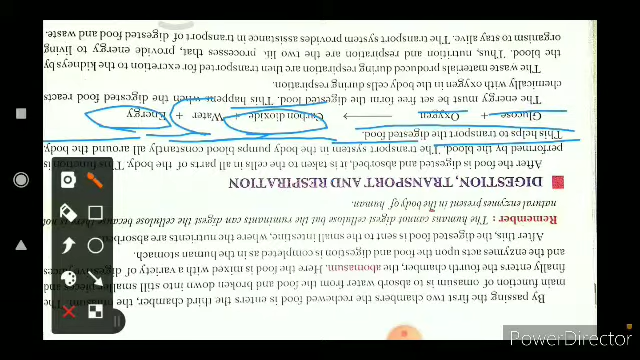 By passing the first two chambers the rechewed food is enters the third chamber, the omasum. The
main function of omasum is to absorb water from the food and broken down into still smaller pieces and
finally enters the fourth chamber, the abomasum. Here the food is mixed with a variety of digestive juices
and the enzymes acts upon the food and digestion is completed as in the human stomach.
After this, the digested food is sent to the small intestine, where the nutrients are absorbed
Remember : The humans cannot digest cellulose but the ruminants can digest the cellulose because there is not
natural enzymes present in the body of human.
DIGESTION, TRANSPORT AND RESPIRATION
After the food is digested and absorbed, it is taken to the cells in all parts of the body. This function is
performed by the blood. The transport system in the body pumps blood constantly all around the body.
This helps to transport the digested food.
Glucose + Oxygen → Carbon dioxide + Water + Energy
The energy must be set free form the digested food. This happens when the digested food reacts
chemically with oxygen in the body cells during respiration.
The waste materials produced during respiration are then transported for excretion to the kidneys by
the blood. Thus, nutrition and respiration are the two life processes that, provide energy to living
organism to stay alive. The transport system provides assistance in transport of digested food and waste.
PowerDirector